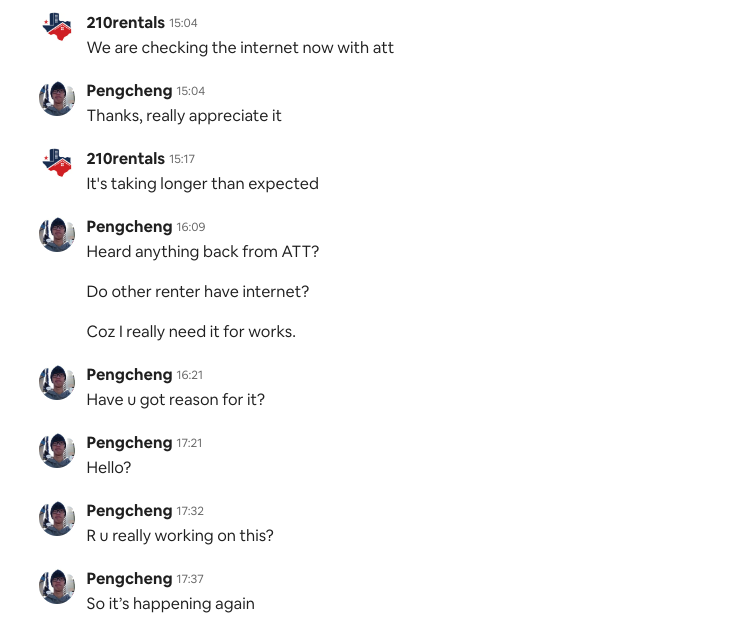 210rentals 15:04
We are checking the internet now with att
Pengcheng 15:04
Thanks, really appreciate it
210rentals 15:17
It's taking longer than expected
Pengcheng 16:09
Heard anything back from ATT?
Do other renter have internet?
Coz I really need it for works.
Pengcheng 16:21
Have u got reason for it?
Pengcheng 17:21
Hello?
Pengcheng 17:32
R u really working on this?
Pengcheng 17:37
So it’s happening again